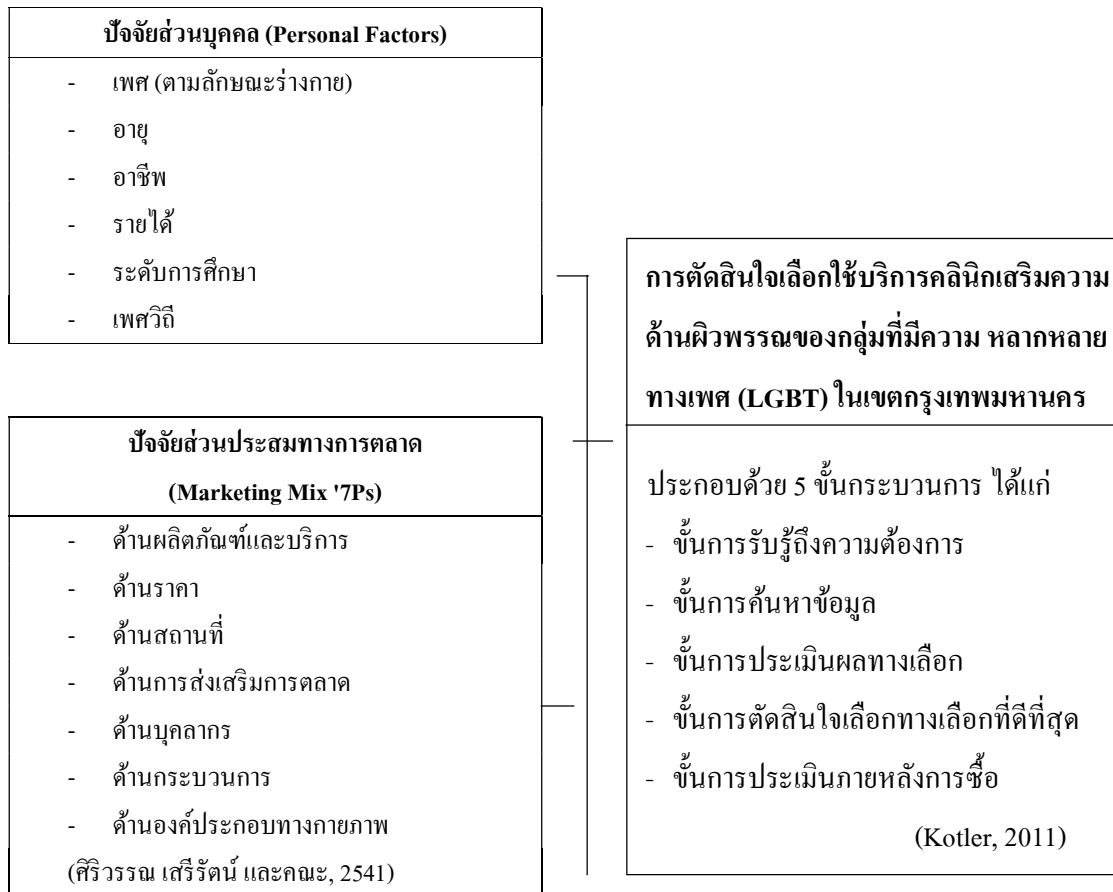 ปัจจัยส่วนบุคคล (Personal Factors)
- เพศ (ตามลักษณะร่างกาย)
- อายุ
- อาชีพ
- รายได้
- ระดับการศึกษา
- เพศวิถี
ปัจจัยส่วนประสมทางการตลาด
(Marketing Mix '7Ps)
- ด้านผลิตภัณฑ์และบริการ
- ด้านราคา
- ด้านสถานที่
- ด้านการส่งเสริมการตลาด
- ด้านบุคลากร
- ด้านกระบวนการ
- ด้านองค์ประกอบทางกายภาพ
(ศิริวรรณ เสรีรัตน์ และคณะ, 2541)
การตัดสินใจเลือกใช้บริการคลินิกเสริมความ
ด้านผิวพรรณของกลุ่มที่มีความ หลากหลาย
ทางเพศ (LGBT) ในเขตกรุงเทพมหานคร
ประกอบด้วย 5 ขั้นกระบวนการ ได้แก่
- ขั้นการรับรู้ถึงความต้องการ
- ขั้นการค้นหาข้อมูล
- ขั้นการประเมินผลทางเลือก
- ขั้นการตัดสินใจเลือกทางเลือกที่ดีที่สุด
- ขั้นการประเมินภายหลังการซื้อ
(Kotler, 2011)